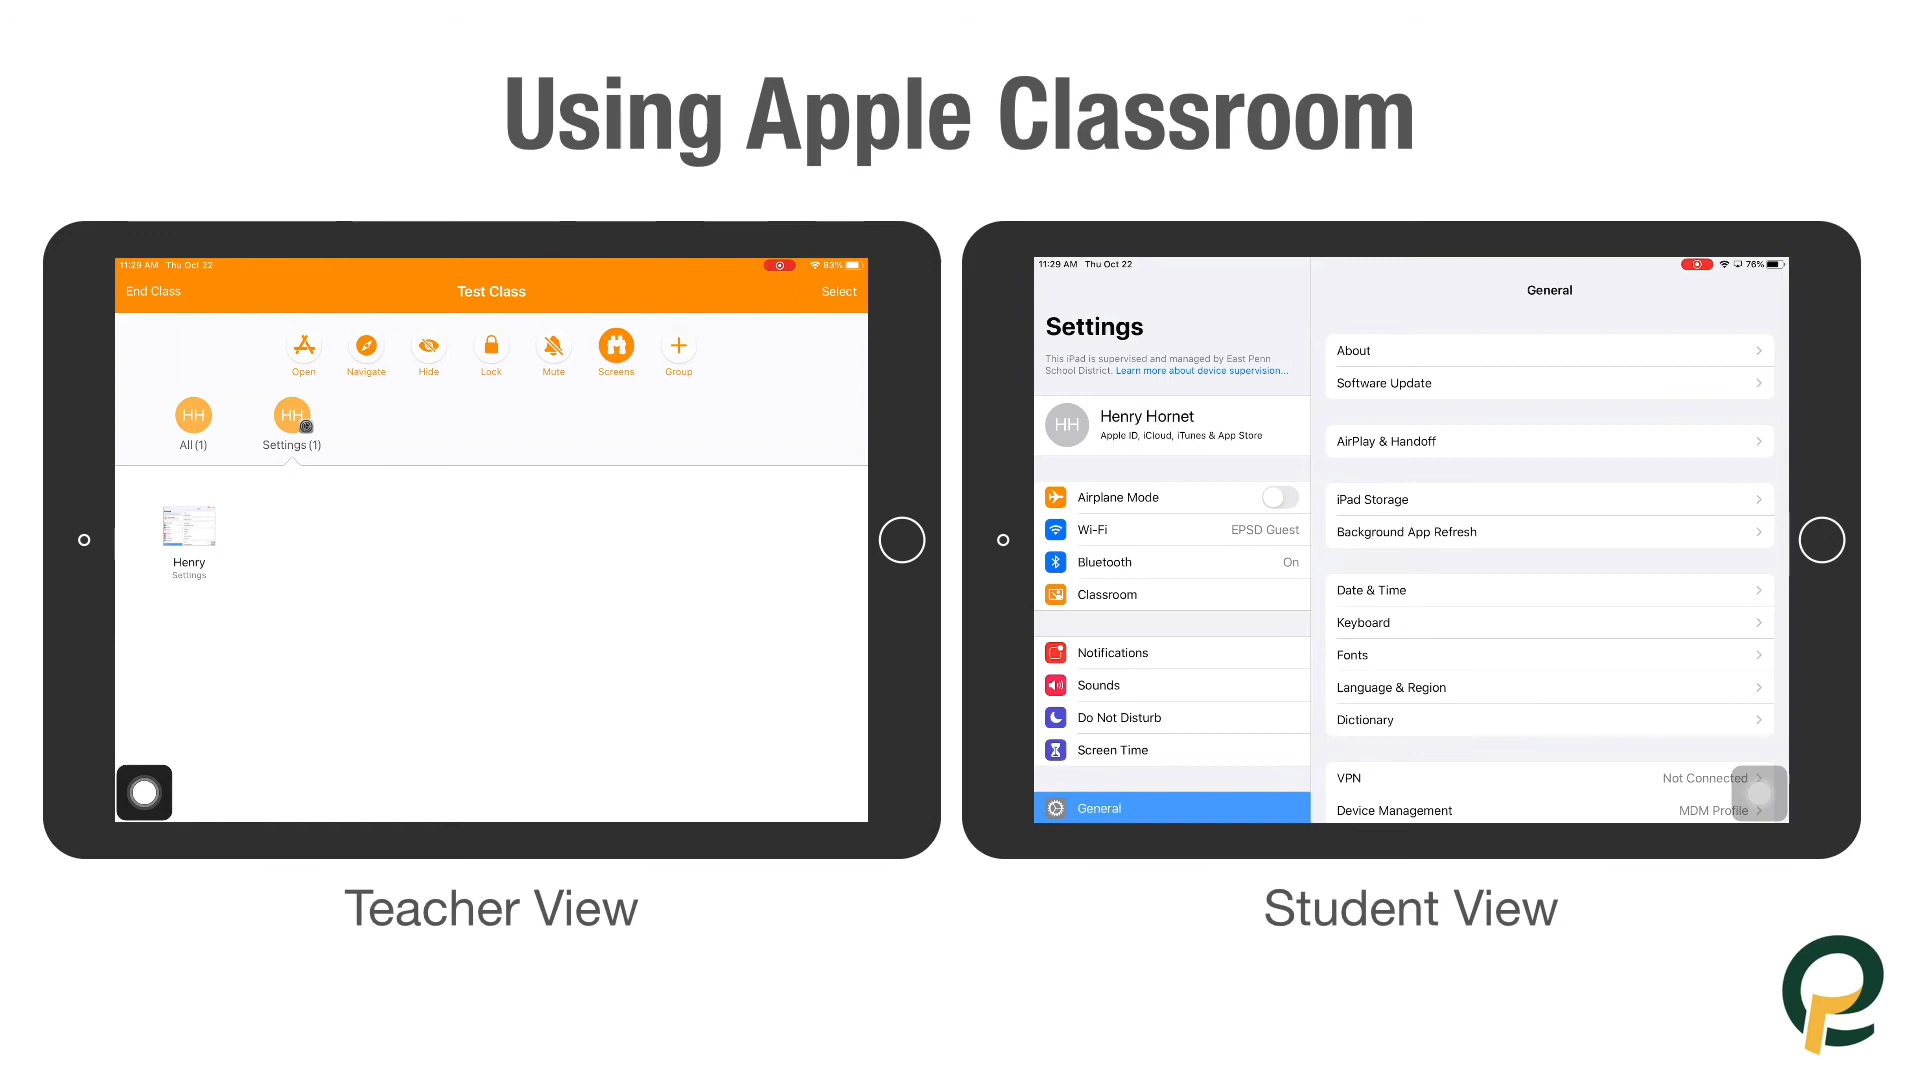 Using Apple Classroom
11:29 AM Thu Oct 22
83%
End Class
Test Class
Select
Open
Navigate
Hide
Lock
Mute
Screens
Group
HH
HH
All (1)
Settings (1)
Henry
Settings
Teacher View
11:29 AM Thu Oct 22
76%
Settings
This iPad is supervised and managed by East Penn
School District. Learn more about device supervision...
HH
Henry Hornet
Apple ID, iCloud, iTunes & App Store
Airplane Mode
Wi-Fi
EPSD Guest
Bluetooth
On
Classroom
Notifications
Sounds
Do Not Disturb
Screen Time
General
General
About
Software Update
AirPlay & Handoff
iPad Storage
Background App Refresh
Date & Time
Keyboard
Fonts
Language & Region
Dictionary
VPN
Not Connected
Device Management
MDM Profile
Student View